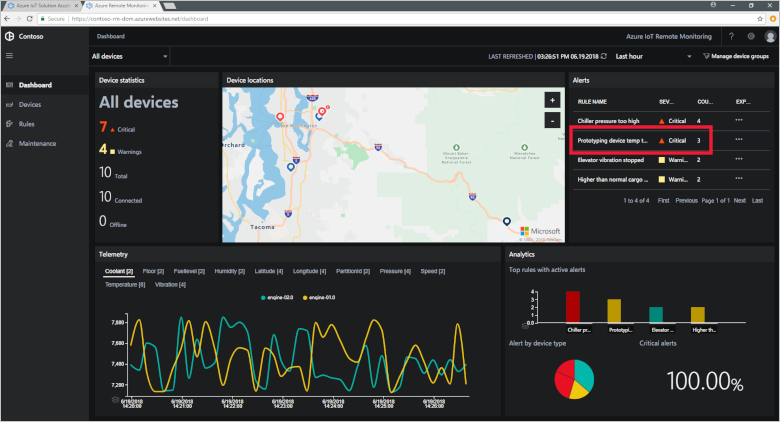 Azure IoT Solution Accele
Azure Remote Monitoring
Secure
https://contoso-rm-dcm.azurewebsites.net/dashboard
Contoso
Dashboard
Azure IoT Remote Monitoring
?
All devices
LAST REFRESHED | 03:26:51 PM 06.19.2018
Last hour
Manage device groups
Dashboard
Devices
Rules
Maintenance
Device statistics
All devices
7 Critical
4 Warnings
10 Total
10 Connected
0 Offline
Device locations
+
-
Tacoma
Microsoft
Alerts
RULE NAME SEV... COU... EXP...
Chiller pressure too high Critical 4 ...
Prototyping device temp t... Critical 3 ...
Elevator vibration stopped Warni... 2 ...
Higher than normal cargo ... Warni... 2 ...
1 to 4 of 4 First Previous Page 1 of 1 Next Last
Telemetry
Coolant [2] Floor [2] Fuellevel [2] Humidity [2] Latitude [4] Longitude [4] PartitionId [2] Pressure [4] Speed [2]
Temperature [6] Vibration [4]
engine-02.0 engine-01.0
7,880
7,600
7,400
7,200
6/19/2018 6/19/2018 6/19/2018 6/19/2018 6/19/2018 6/19/2018 6/19/2018
14:20:00 14:21:00 14:22:00 14:23:00 14:24:00 14:25:00 14:26:00
Analytics
Top rules with active alerts
4
3
2
1
0.0
Chiller pr... Prototypi... Elevator ... Higher th...
Alert by device type
Critical alerts
100.00%